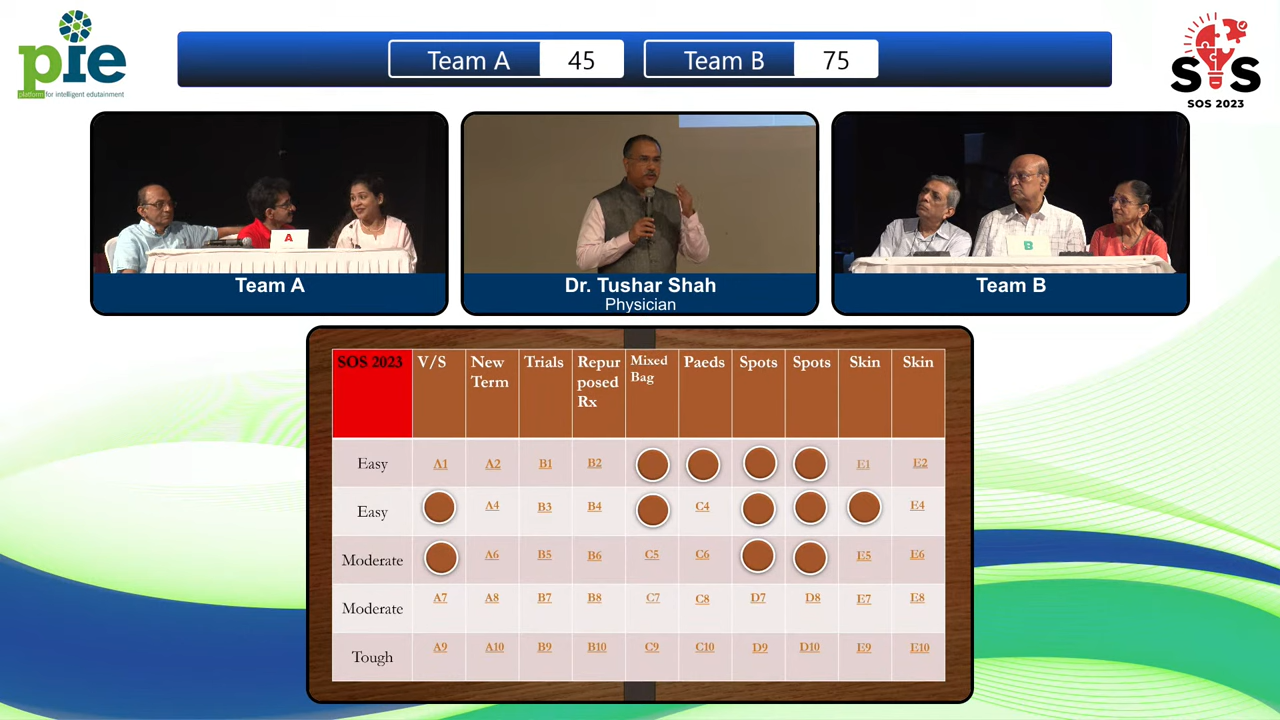 pie
platform for intelligent edutainment
Team A 45 Team B 75
SOS
SOS 2023
A
B
Team A
Dr. Tushar Shah
Physician
Team B
SOS 2023 V/S New Term Trials Repur posed Rx Mixed Bag Paeds Spots Spots Skin Skin
Easy A1 A2 B1 B2 E1 E2
Easy A4 B3 B4 C4 E4
Moderate A6 B5 B6 C5 C6 E5 E6
Moderate A7 A8 B7 B8 C7 C8 D7 D8 E7 E8
Tough A9 A10 B9 B10 C9 C10 D9 D10 E9 E10